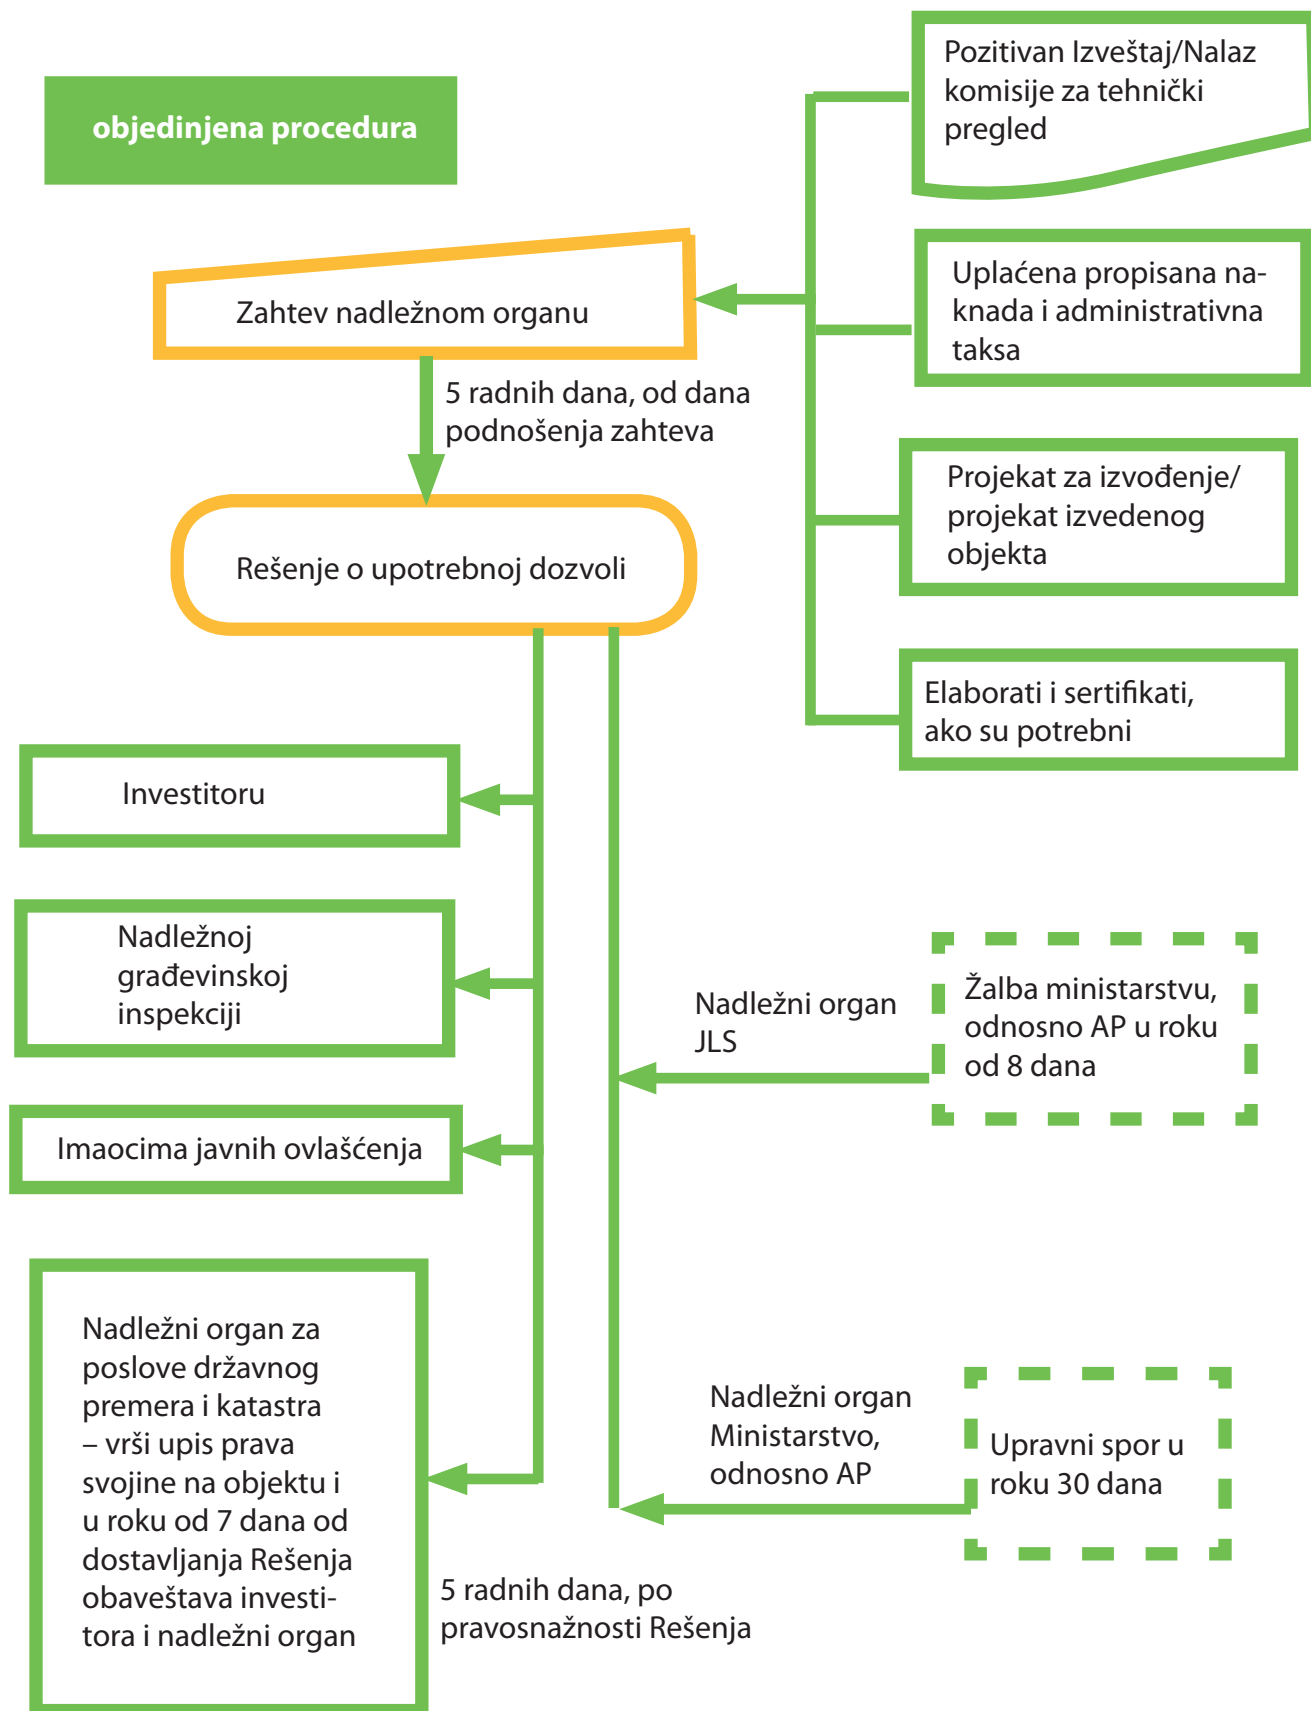 objedinjena procedura
Pozitivan Izveštaj/Nalaz
komisije za tehnički
pregled
Zahtev nadležnom organu
Uplaćena propisana na-
knada i administrativna
taksa
5 radnih dana, od dana
podnošenja zahteva
Projekat za izvođenje/
projekat izvedenog
objekta
Rešenje o upotrebnoj dozvoli
Elaborati i sertifikati,
ako su potrebni
Investitoru
Nadležnoj
građevinskoj
inspekciji
Nadležni organ
JLS
Žalba ministarstvu,
odnosno AP u roku
od 8 dana
Imaocima javnih ovlašćenja
Nadležni organ za
poslove državnog
premera i katastra
– vrši upis prava
svojine na objektu i
u roku od 7 dana od
dostavljanja Rešenja
obaveštava investi-
tora i nadležni organ
Nadležni organ
Ministarstvo,
odnosno AP
Upravni spor u
roku 30 dana
5 radnih dana, po
pravosnažnosti Rešenja